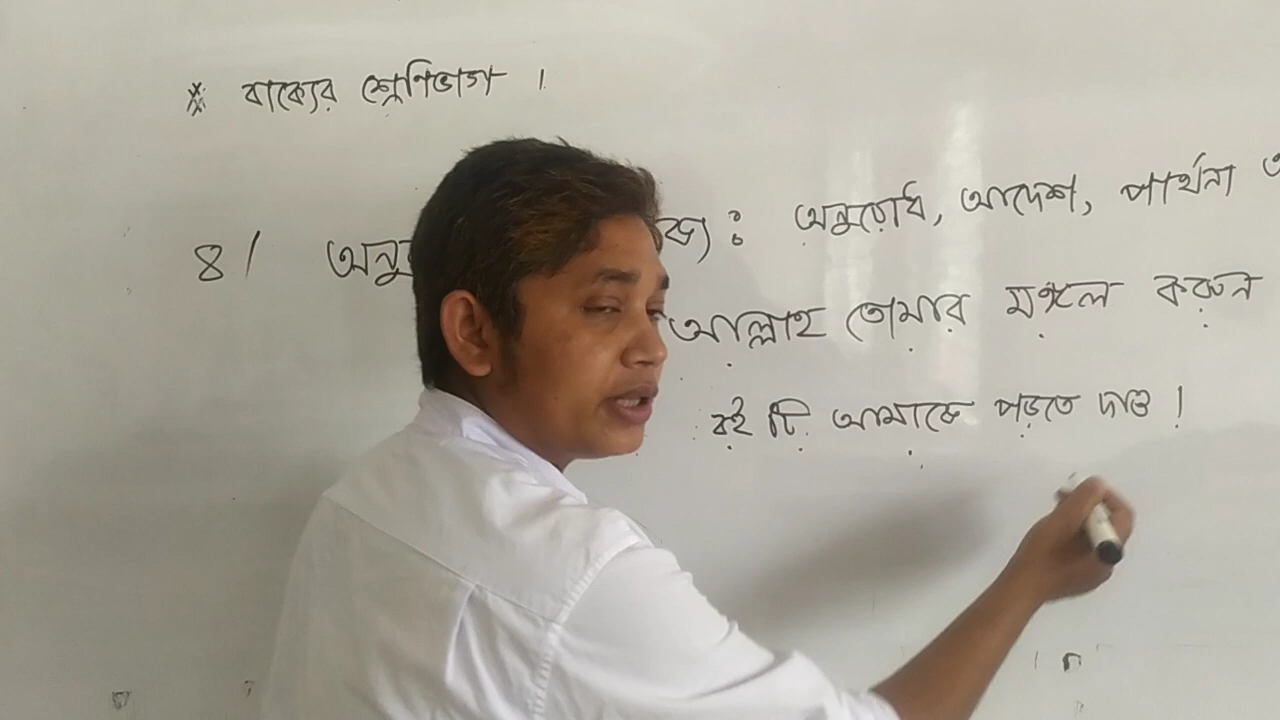 * বাক্যের শ্রেণিভাগ ।
৪/ অনু ক্য : অনুরোধ, আদেশ, পার্থনা
আল্লাহ তোমার মঙ্গল করুন
বই টি আমাকে পড়তে দাও ।